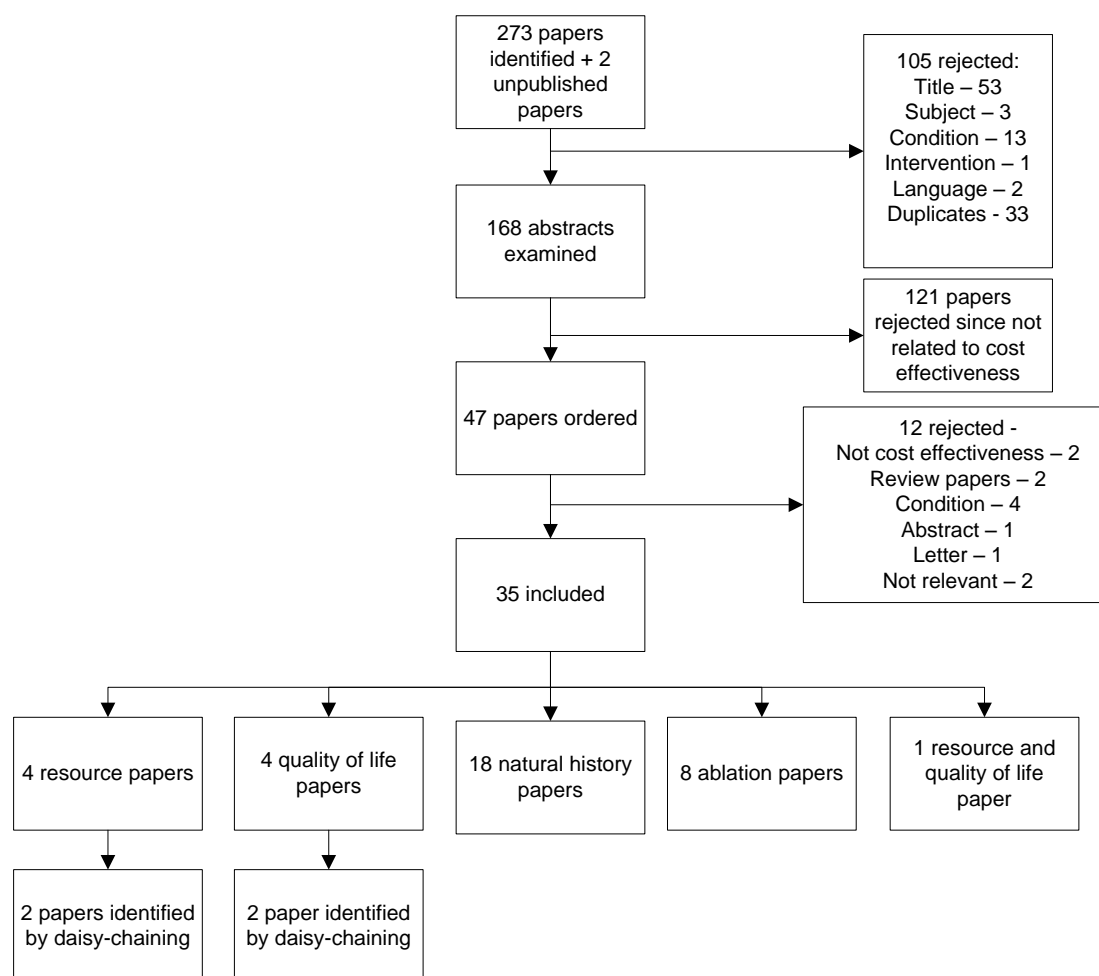 273 papers
identified + 2
unpublished
papers
105 rejected:
Title – 53
Subject – 3
Condition – 13
Intervention – 1
Language – 2
Duplicates - 33
168 abstracts
examined
121 papers
rejected since not
related to cost
effectiveness
47 papers ordered
12 rejected -
Not cost effectiveness – 2
Review papers – 2
Condition – 4
Abstract – 1
Letter – 1
Not relevant – 2
35 included
4 resource papers
4 quality of life
papers
18 natural history
papers
8 ablation papers
1 resource and
quality of life
paper
2 papers identified
by daisy-chaining
2 paper identified
by daisy-chaining